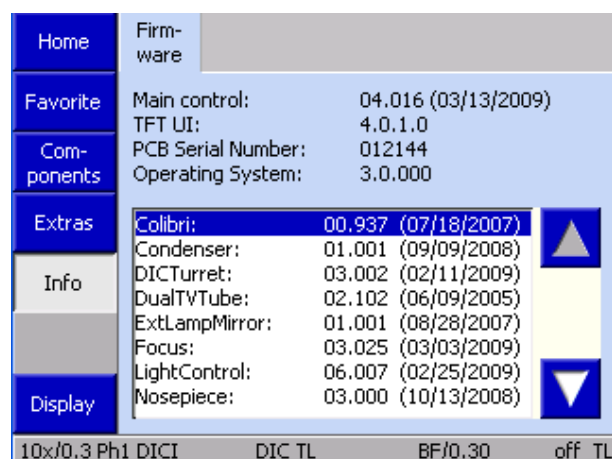 Home
Favorite
Com-
ponents
Extras
Info
Display
Firm-
ware
Main control: 04.016 (03/13/2009)
TFT UI: 4.0.1.0
PCB Serial Number: 012144
Operating System: 3.0.000
Colibri: 00.937 (07/18/2007)
Condenser: 01.001 (09/09/2008)
DICTurret: 03.002 (02/11/2009)
DualTVTube: 02.102 (06/09/2005)
ExtLampMirror: 01.001 (08/28/2007)
Focus: 03.025 (03/03/2009)
LightControl: 06.007 (02/25/2009)
Nosepiece: 03.000 (10/13/2008)
10x/0.3 Ph1 DICI DIC TL BF/0.30 off TL